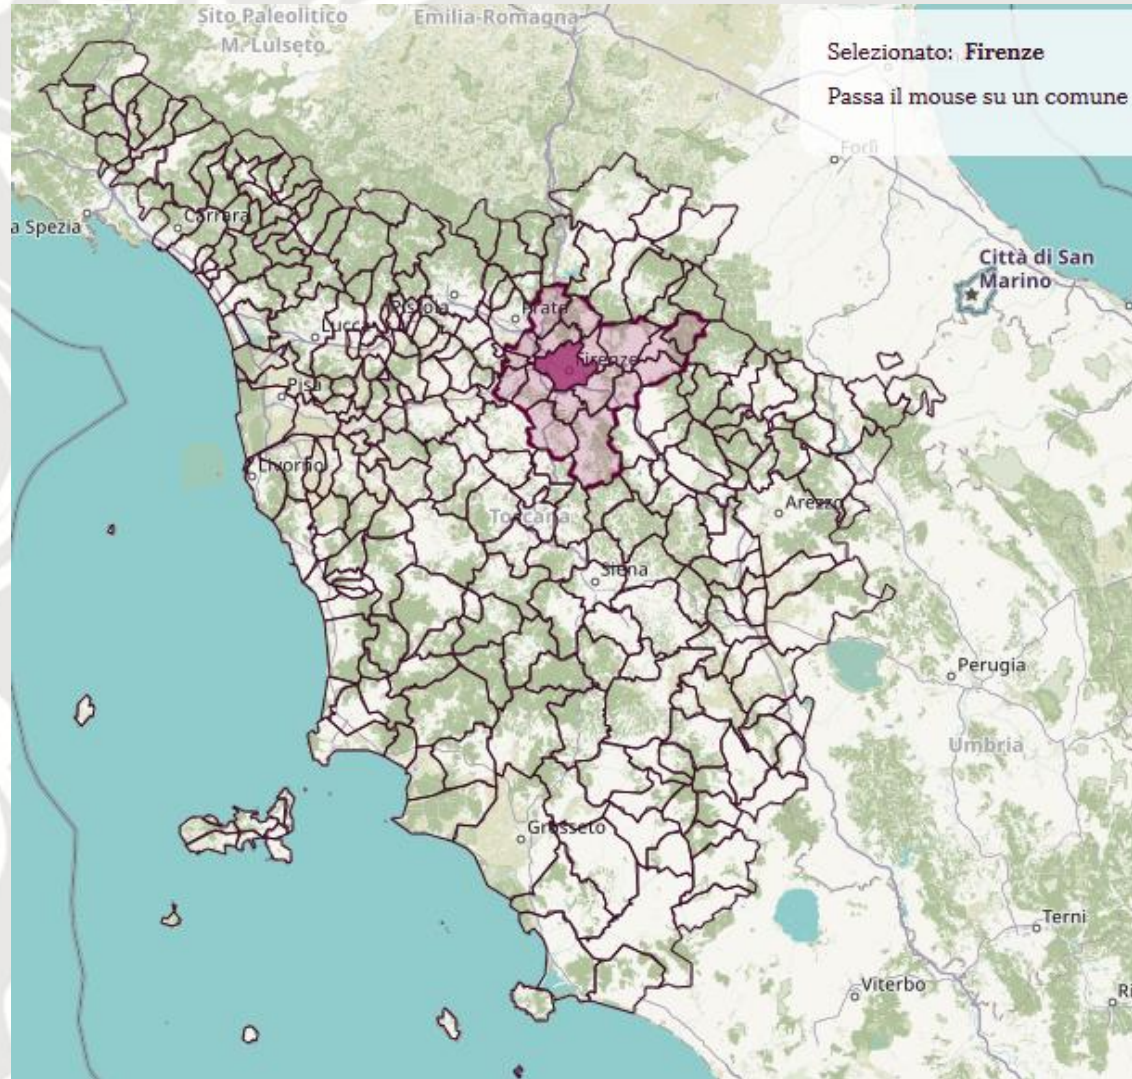 Sito Paleolitico
M. Lulseto
Emilia-Romagna
Selezionato: Firenze
Passa il mouse su un comune
Forlì
Carrara
a Spezia
Città di San
Marino
Pistoia
Prato
Lucca
Firenze
Pisa
Livorno
Arezzo
Toscana
Siena
Perugia
Umbria
Grosseto
Terni
Viterbo
Ri